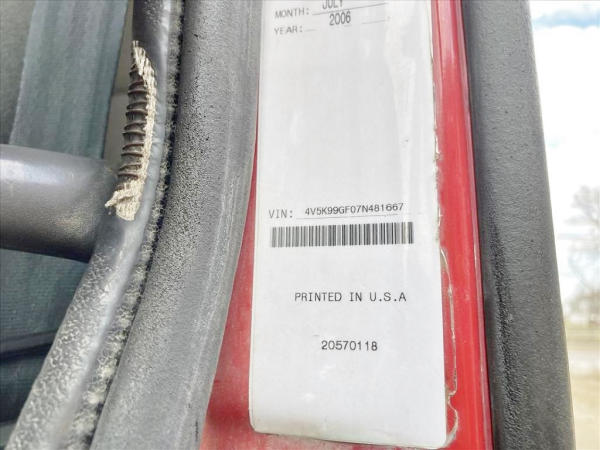 MONTH: JULY
YEAR: 2006
VIN: 4V5K99GF07N481667
PRINTED IN U.S.A
20570118